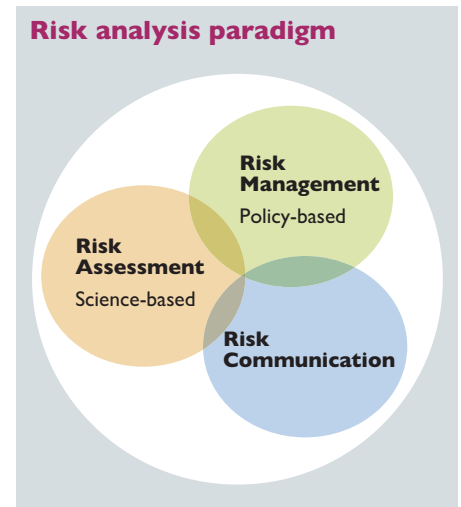 Risk analysis paradigm
Risk
Management
Policy-based
Risk
Assessment
Science-based
Risk
Communication